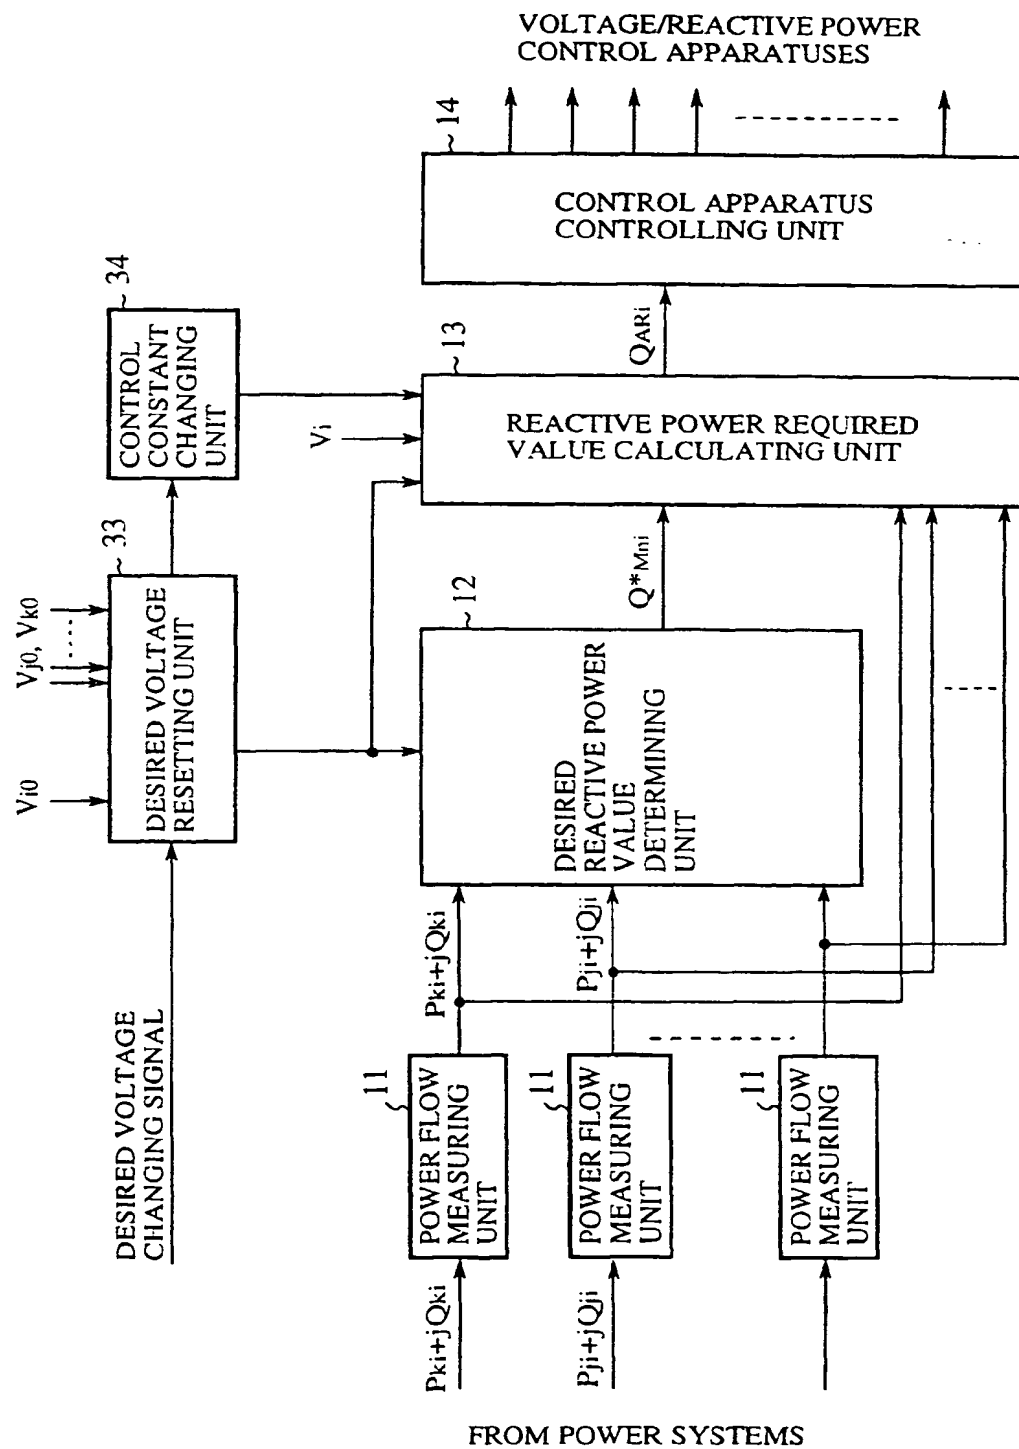 FROM POWER SYSTEMS
Pki+jQki
Pji+jQji
DESIRED VOLTAGE
CHANGING SIGNAL
11
POWER FLOW
MEASURING
UNIT
11
POWER FLOW
MEASURING
UNIT
11
POWER FLOW
MEASURING
UNIT
Pki+jQki
Pji+jQji
Vi0
Vj0, Vk0
33
DESIRED VOLTAGE
RESETTING UNIT
12
DESIRED
REACTIVE POWER
VALUE
DETERMINING
UNIT
Q*Mni
34
CONTROL
CONSTANT
CHANGING
UNIT
Vi
13
REACTIVE POWER REQUIRED
VALUE CALCULATING UNIT
QARi
14
CONTROL APPARATUS
CONTROLLING UNIT
VOLTAGE/REACTIVE POWER
CONTROL APPARATUSES